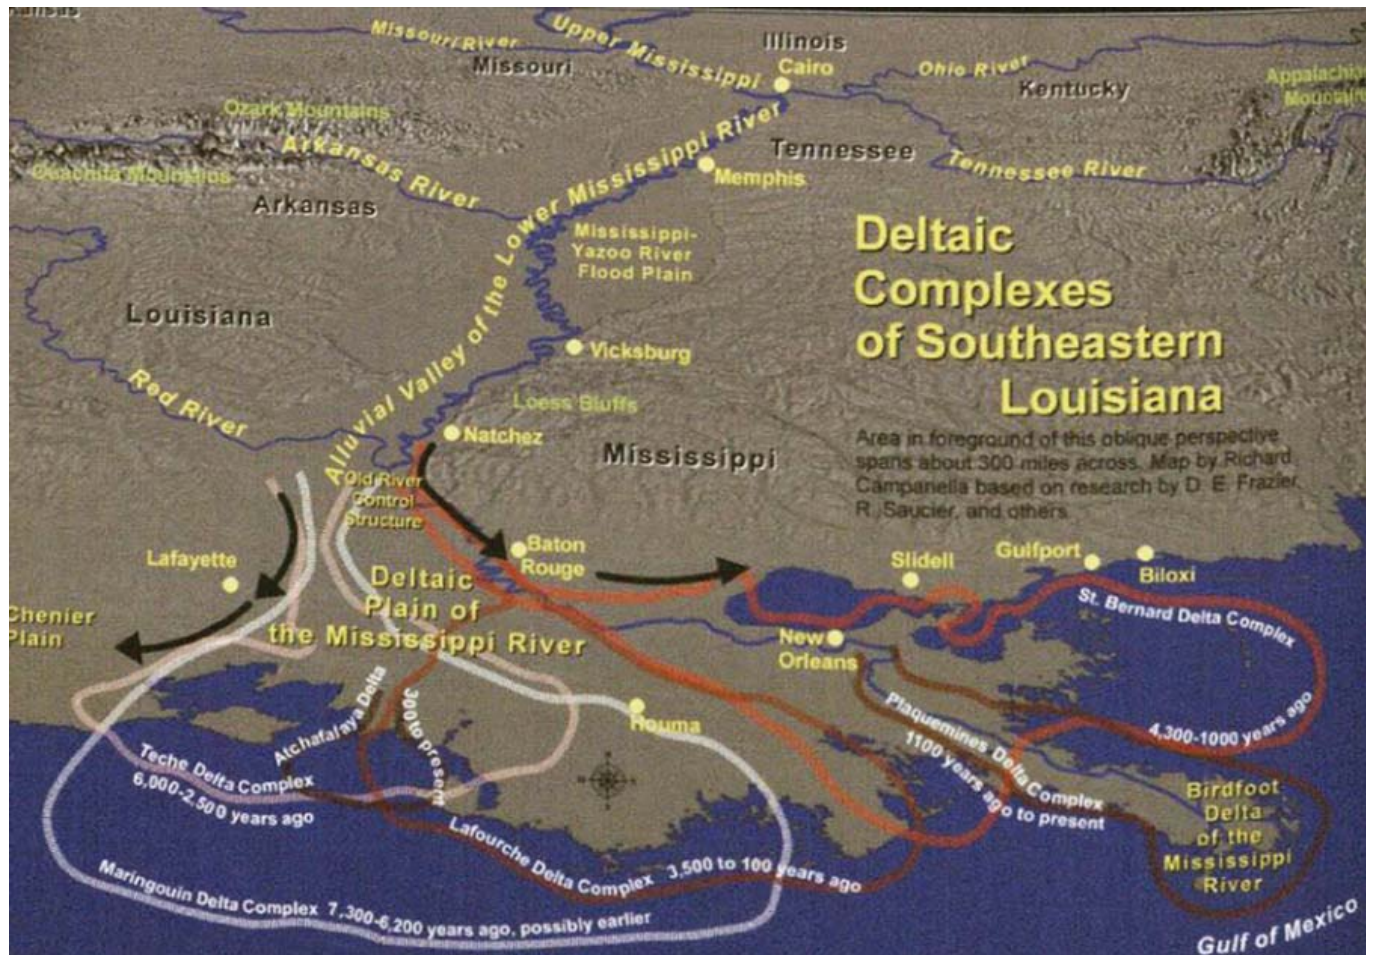 Missouri River
Missouri
Upper Mississippi
Illinois
Cairo
Ohio River
Kentucky
Ozark Mountains
Arkansas River
Ouachita Mountains
Arkansas
Alluvial Valley of the Lower Mississippi River
Memphis
Tennessee
Tennessee River
Mississippi-
Yazoo River
Flood Plain
Deltaic
Complexes
of Southeastern
Louisiana
Area in foreground of this oblique perspective
spans about 300 miles across. Map by Richard
Campanella based on research by D. E. Frazier,
R. Saucier, and others
Louisiana
Red River
Vicksburg
Loess Bluffs
Natchez
Mississippi
Old River
Control
Structure
Lafayette
Chenier
Plain
Baton
Rouge
Slidell
Gulfport
Biloxi
Deltaic
Plain of
the Mississippi River
New
Orleans
Houma
St. Bernard Delta Complex
4,300-1000 years ago
Plaquemines Delta Complex
1100 years ago to present
Birdfoot
Delta
of the
Mississippi
River
Atchafalaya Delta
300 to present
Teche Delta Complex
6,000-2,500 years ago
Lafourche Delta Complex 3,500 to 100 years ago
Maringouin Delta Complex 7,300-6,200 years ago, possibly earlier
Gulf of Mexico